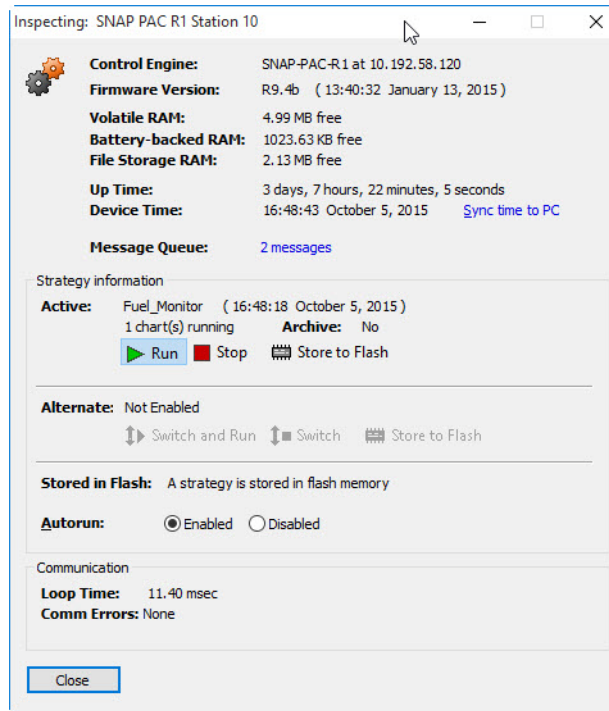 Inspecting: SNAP PAC R1 Station 10
Control Engine: SNAP-PAC-R1 at 10.192.58.120
Firmware Version: R9.4b ( 13:40:32 January 13, 2015 )
Volatile RAM: 4.99 MB free
Battery-backed RAM: 1023.63 KB free
File Storage RAM: 2.13 MB free
Up Time: 3 days, 7 hours, 22 minutes, 5 seconds
Device Time: 16:48:43 October 5, 2015 Sync time to PC
Message Queue: 2 messages
Strategy information
Active: Fuel_Monitor ( 16:48:18 October 5, 2015 )
1 chart(s) running Archive: No
Run Stop Store to Flash
Alternate: Not Enabled
Switch and Run Switch Store to Flash
Stored in Flash: A strategy is stored in flash memory
Autorun: Enabled Disabled
Communication
Loop Time: 11.40 msec
Comm Errors: None
Close